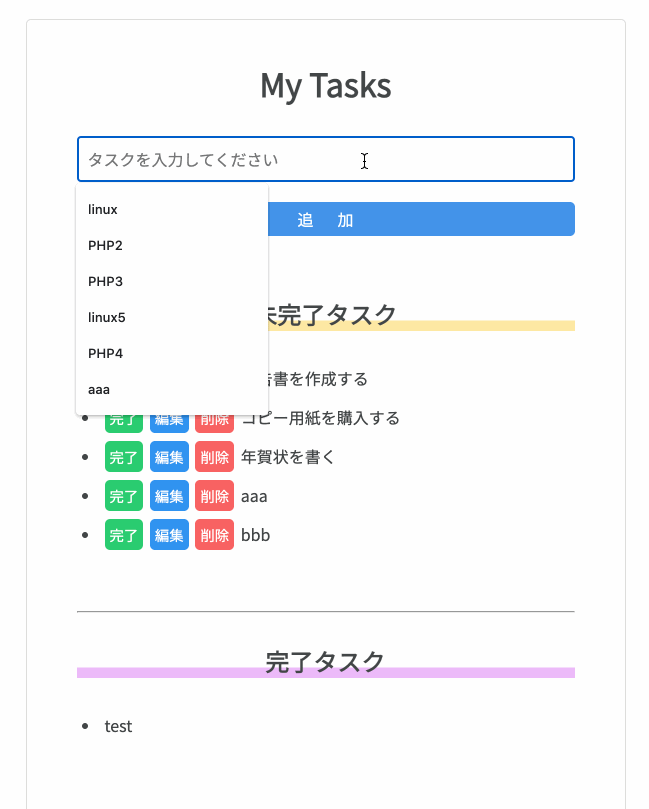 My Tasks
タスクを入力してください
linux
追 加
PHP2
PHP3
linux5
完了タスク
PHP4
書を作成する
aaa
完了 編集 削除 コピー用紙を購入する
完了 編集 削除 年賀状を書く
完了 編集 削除 aaa
完了 編集 削除 bbb
完了タスク
test